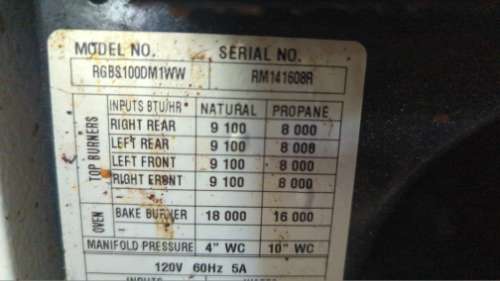 MODEL NO. SERIAL NO.
RGBS100DM1WW RM141608R
TOP BURNERS
INPUTS BTU/HR* NATURAL PROPANE
RIGHT REAR 9 100 8 000
LEFT REAR 9 100 8 000
LEFT FRONT 9 100 8 000
RIGHT FRONT 9 100 8 000
–
OVEN
BAKE BURNER 18 000 16 000
–
MANIFOLD PRESSURE 4" WC 10" WC
120V 60Hz 5A